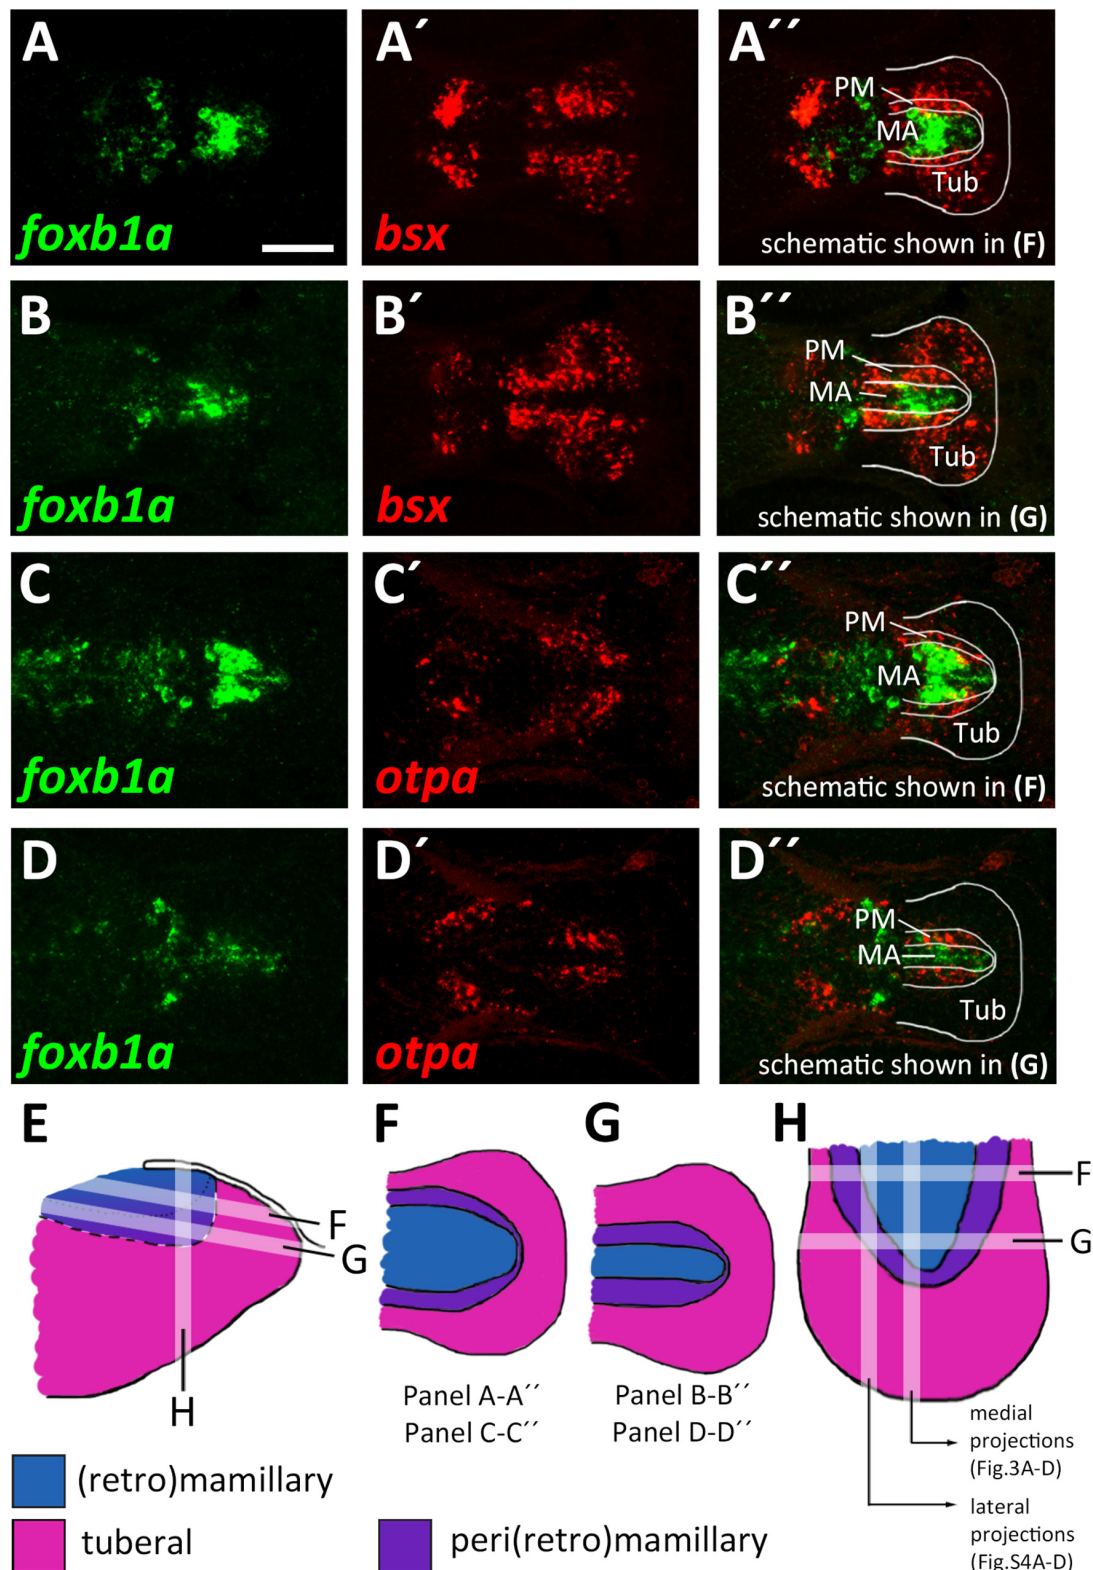 A
foxb1a
A´
bsx
A´´
PM
MA
Tub
schematic shown in (F)
B
foxb1a
B´
bsx
B´´
PM
MA
Tub
schematic shown in (G)
C
foxb1a
C´
otpa
C´´
PM
MA
Tub
schematic shown in (F)
D
foxb1a
D´
otpa
D´´
PM
MA
Tub
schematic shown in (G)
E
F
G
H
F
Panel A-A´´
Panel C-C´´
G
Panel B-B´´
Panel D-D´´
H
F
G
medial
projections
(Fig.3A-D)
lateral
projections
(Fig.S4A-D)
(retro)mamillary
tuberal
peri(retro)mamillary